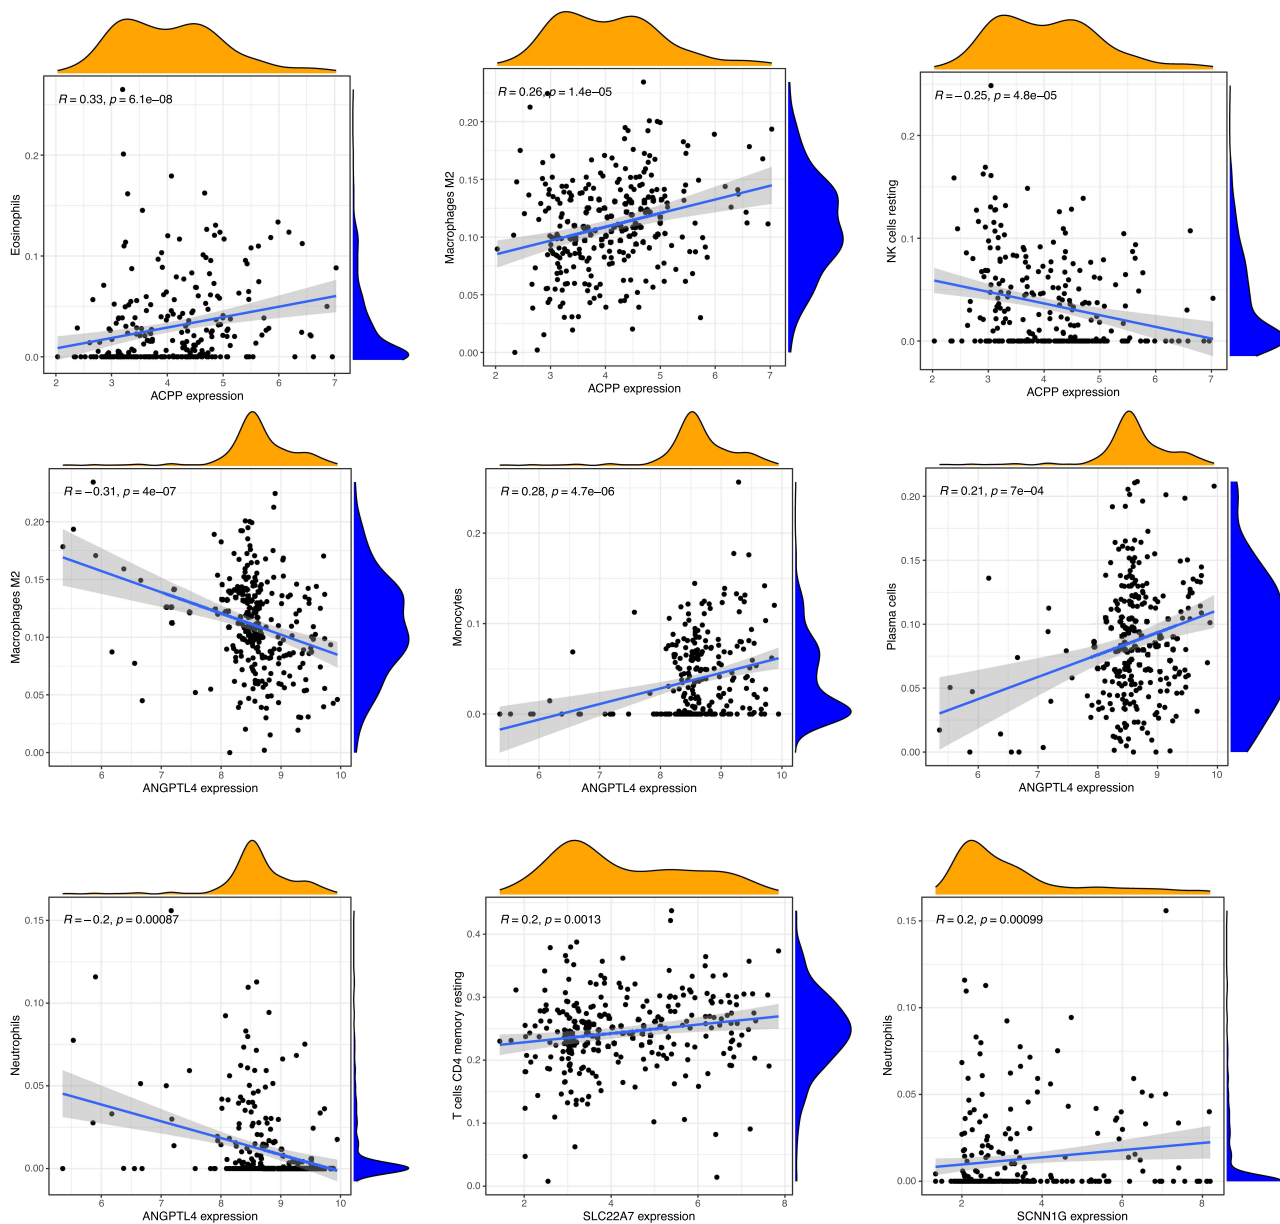 R = 0.33, p = 6.1e−08
Eosinophils
0.2
0.1
0.0
2 3 4 5 6 7
ACPP expression
R = 0.26, p = 1.4e−05
Macrophages M2
0.20
0.15
0.10
0.05
0.00
2 3 4 5 6 7
ACPP expression
R = −0.25, p = 4.8e−05
NK cells resting
0.2
0.1
0.0
2 3 4 5 6 7
ACPP expression
R = −0.31, p = 4e−07
Macrophages M2
0.20
0.15
0.10
0.05
0.00
6 7 8 9 10
ANGPTL4 expression
R = 0.28, p = 4.7e−06
Monocytes
0.2
0.1
0.0
6 7 8 9 10
ANGPTL4 expression
R = 0.21, p = 7e−04
Plasma cells
0.20
0.15
0.10
0.05
0.00
6 7 8 9 10
ANGPTL4 expression
R = −0.2, p = 0.00087
Neutrophils
0.15
0.10
0.05
0.00
6 7 8 9 10
ANGPTL4 expression
R = 0.2, p = 0.0013
T cells CD4 memory resting
0.4
0.3
0.2
0.1
0.0
2 4 6 8
SLC22A7 expression
R = 0.2, p = 0.00099
Neutrophils
0.15
0.10
0.05
0.00
2 4 6 8
SCNN1G expression